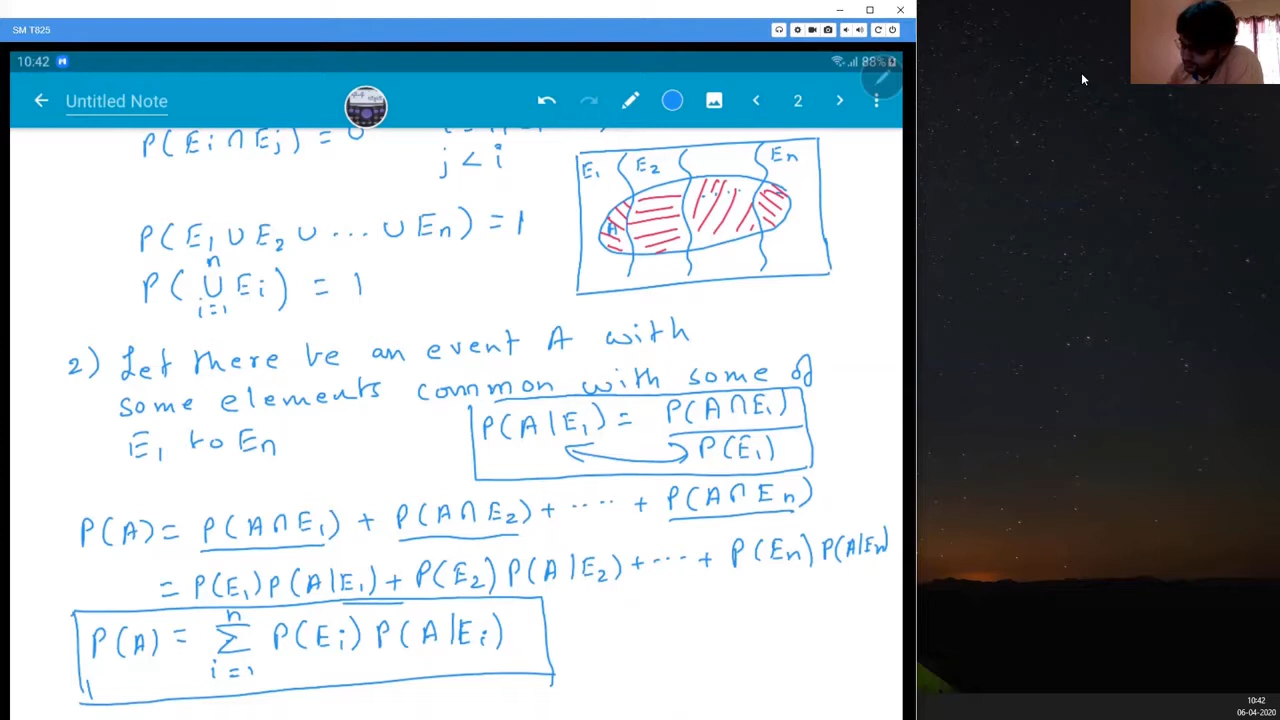 SM T825
10:42
88%
Untitled Note
2
P(Ei ∩ Ej) = 0
j < i
E1 E2 En
A
P(E1 ∪ E2 ∪ ... ∪ En) = 1
P(n∪i=1 Ei) = 1
2) Let there be an event A with
some elements common with some of
E1 to En
P(A|E1) = P(A∩E1)
P(E1)
P(A) = P(A∩E1) + P(A∩E2) + ..... + P(A∩En)
= P(E1)P(A|E1) + P(E2)P(A|E2) + ... + P(En)P(A|En)
P(A) = n∑i=1 P(Ei) P(A|Ei)
10:42
06-04-2020